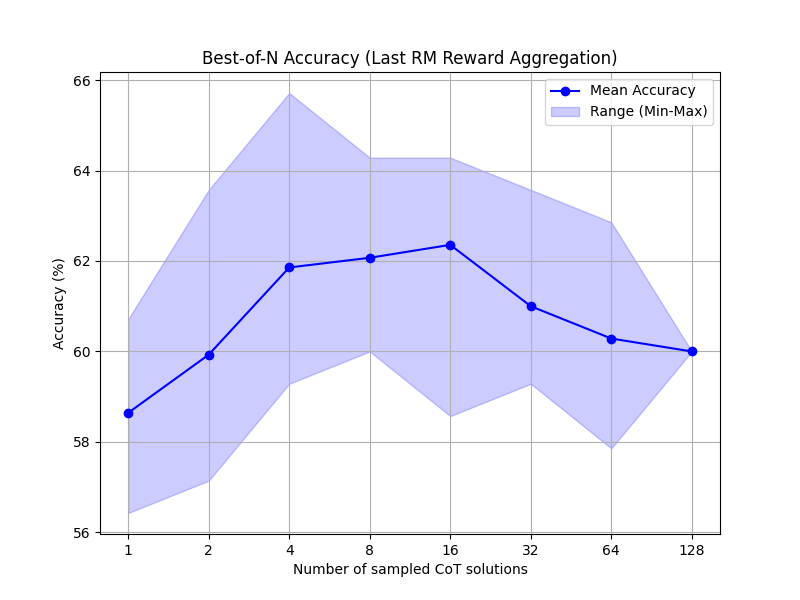 Best-of-N Accuracy (Last RM Reward Aggregation)
Mean Accuracy
Range (Min-Max)
Accuracy (%)
66
64
62
60
58
56
1 2 4 8 16 32 64 128
Number of sampled CoT solutions